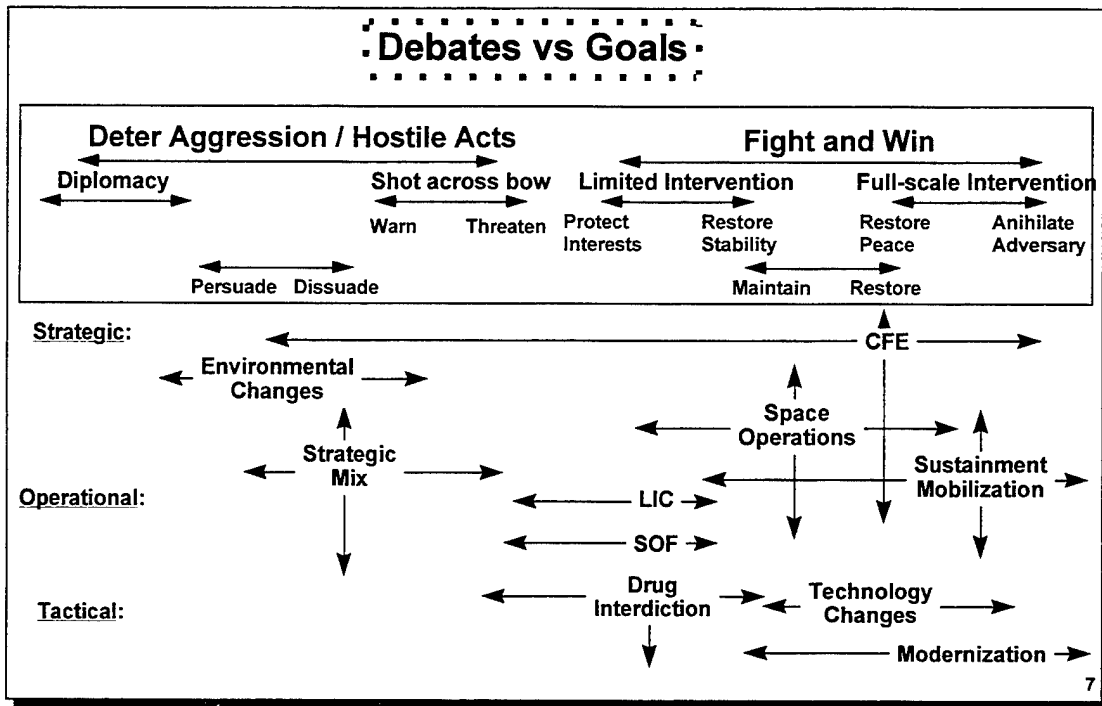 Debates vs Goals
Deter Aggression / Hostile Acts
Fight and Win
Diplomacy
Shot across bow
Limited Intervention
Full-scale Intervention
Warn
Threaten
Protect
Interests
Restore
Stability
Restore
Peace
Anihilate
Adversary
Persuade
Dissuade
Maintain
Restore
Strategic:
CFE
Environmental
Changes
Space
Operations
Strategic
Mix
Sustainment
Mobilization
Operational:
LIC
SOF
Drug
Interdiction
Technology
Changes
Tactical:
Modernization
7